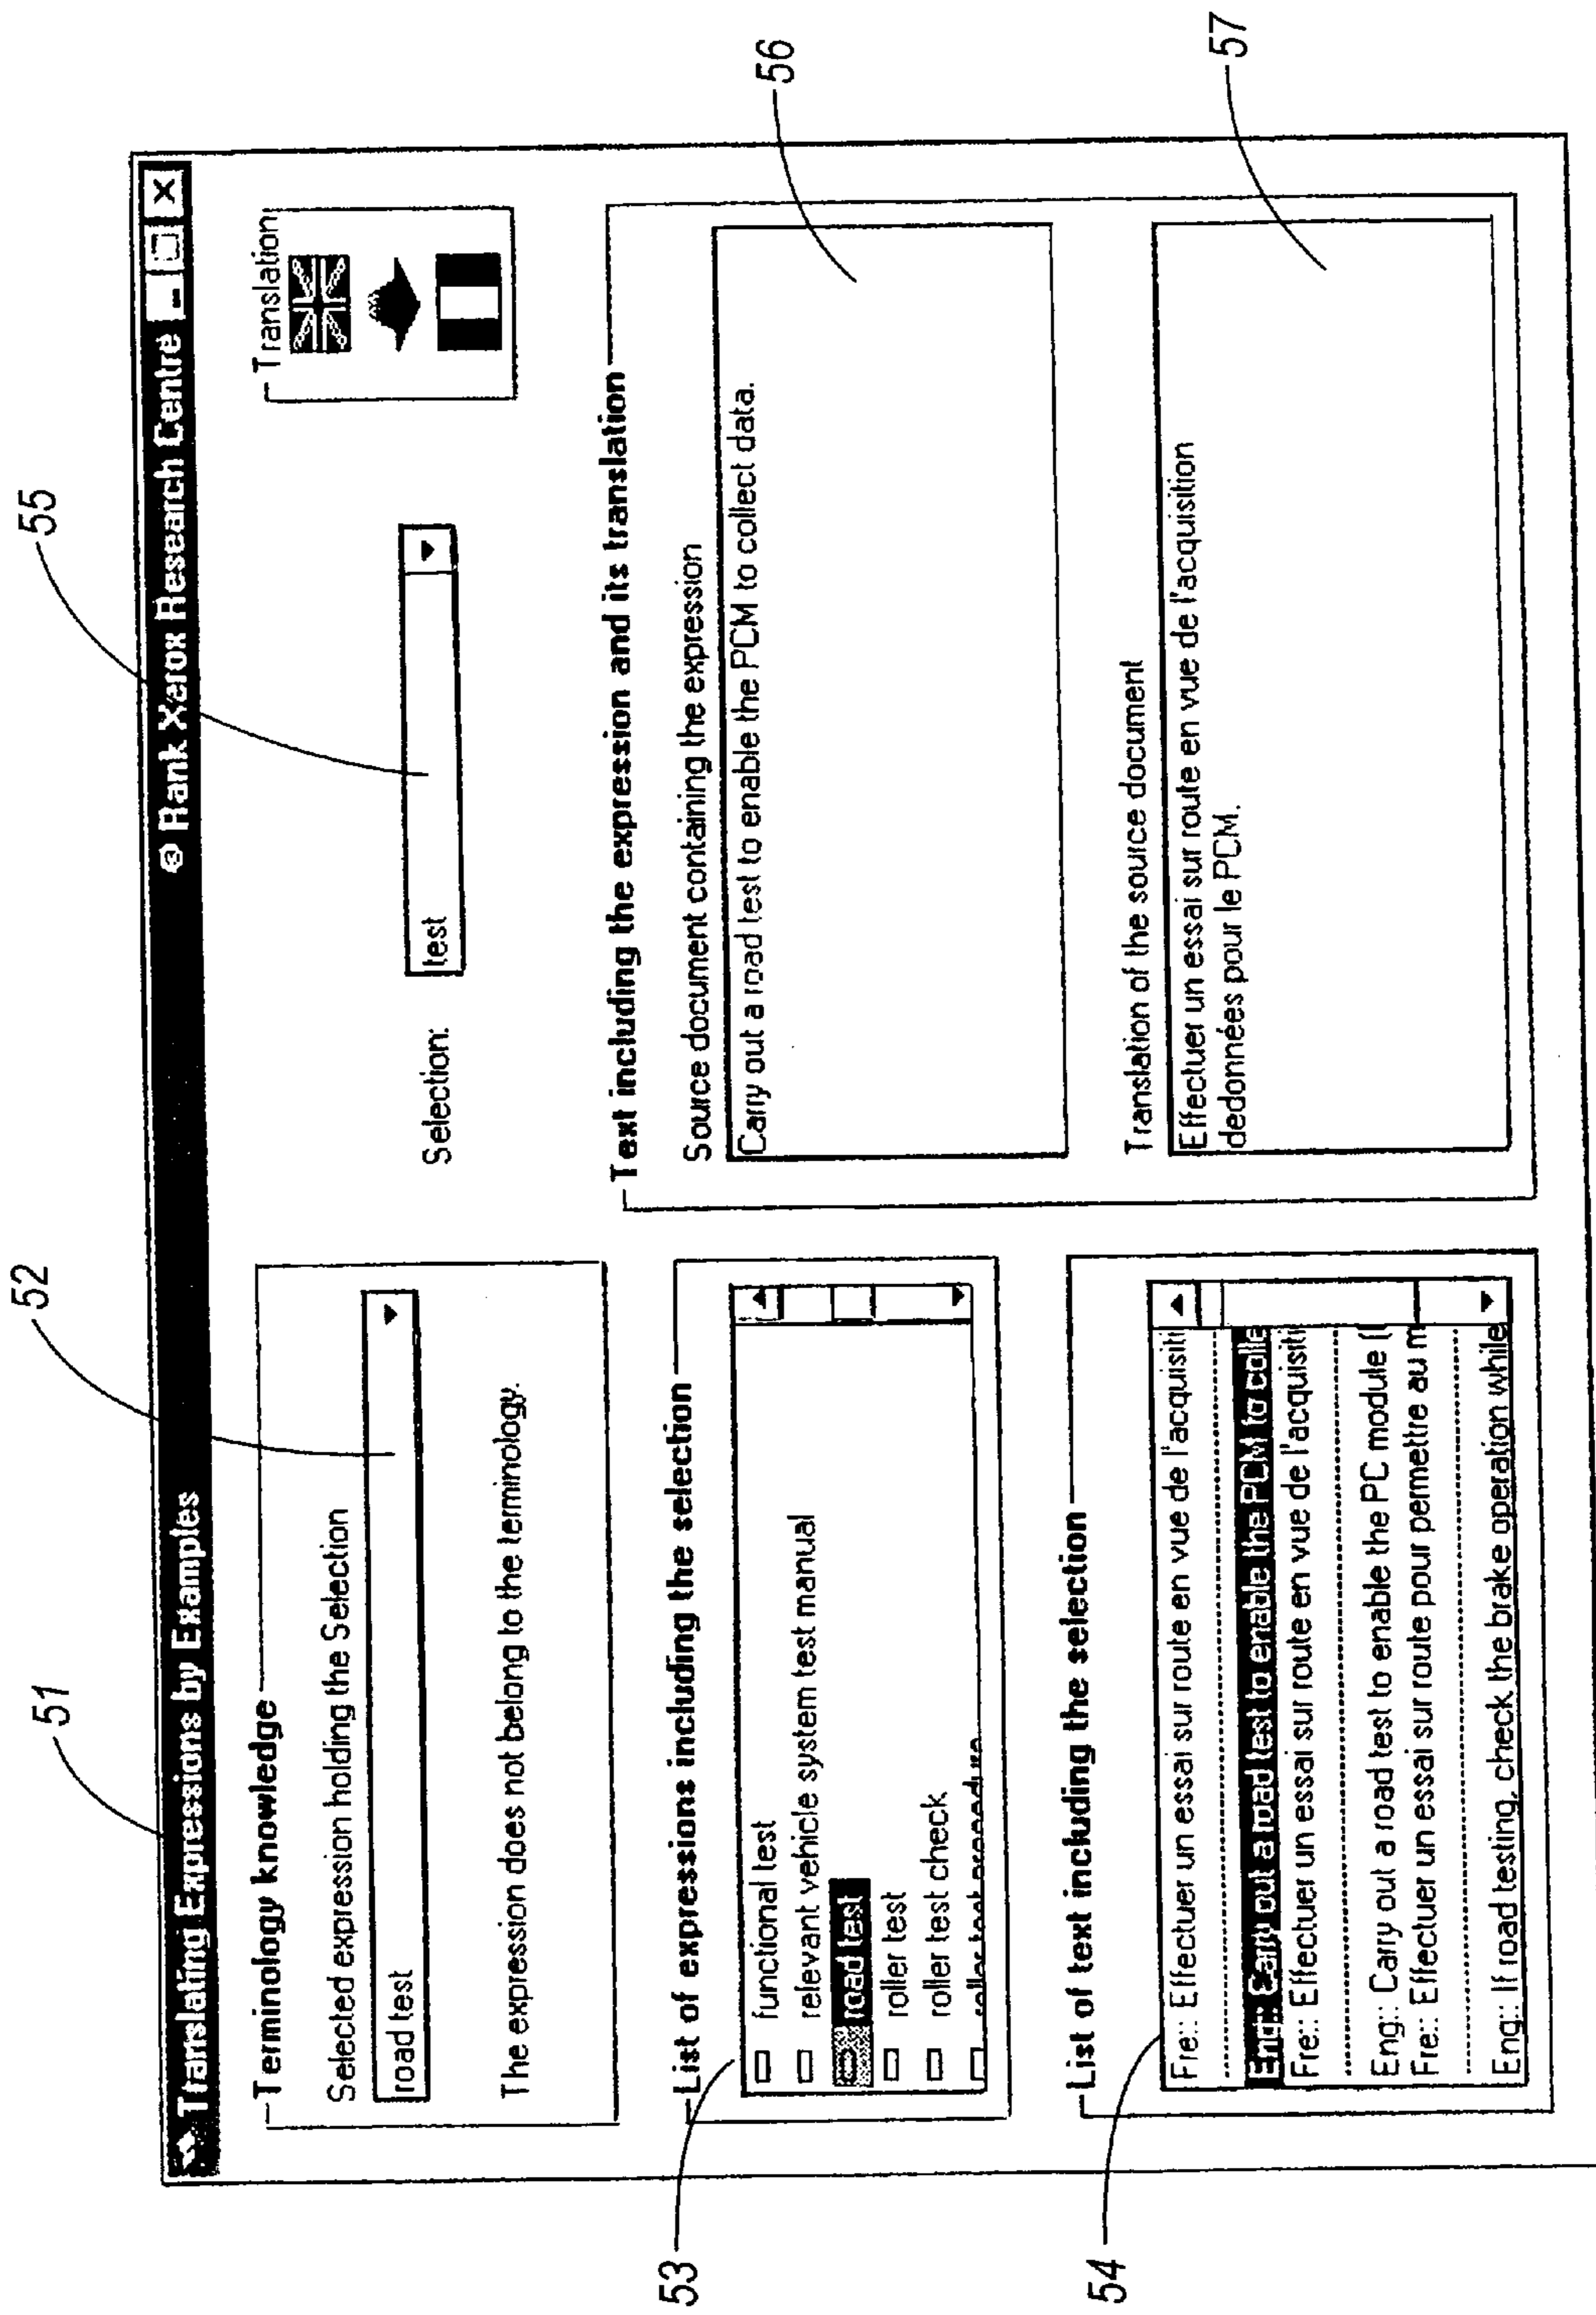 51
52
55
Translating Expressions by Examples
© Rank Xerox Research Centre
Terminology knowledge
Selected expression holding the Selection
road test
The expression does not belong to the terminology.
Selection:
test
Translation
53
List of expressions including the selection
functional test
relevant vehicle system test manual
road test
roller test
roller test check
roller test procedure
54
List of text including the selection
Fre:: Effectuer un essai sur route en vue de l'acquisiti
Eng:: Carry out a road test to enable the PCM to colle
Fre:: Effectuer un essai sur route en vue de l'acquisiti
Eng:: Carry out a road test to enable the PC module ((
Fre:: Effectuer un essai sur route pour permettre au m
Eng:: If road testing, check the brake operation while
Text including the expression and its translation
Source document containing the expression
Carry out a road test to enable the PCM to collect data.
56
Translation of the source document
Effectuer un essai sur route en vue de l'acquisition
dedonnées pour le PCM.
57